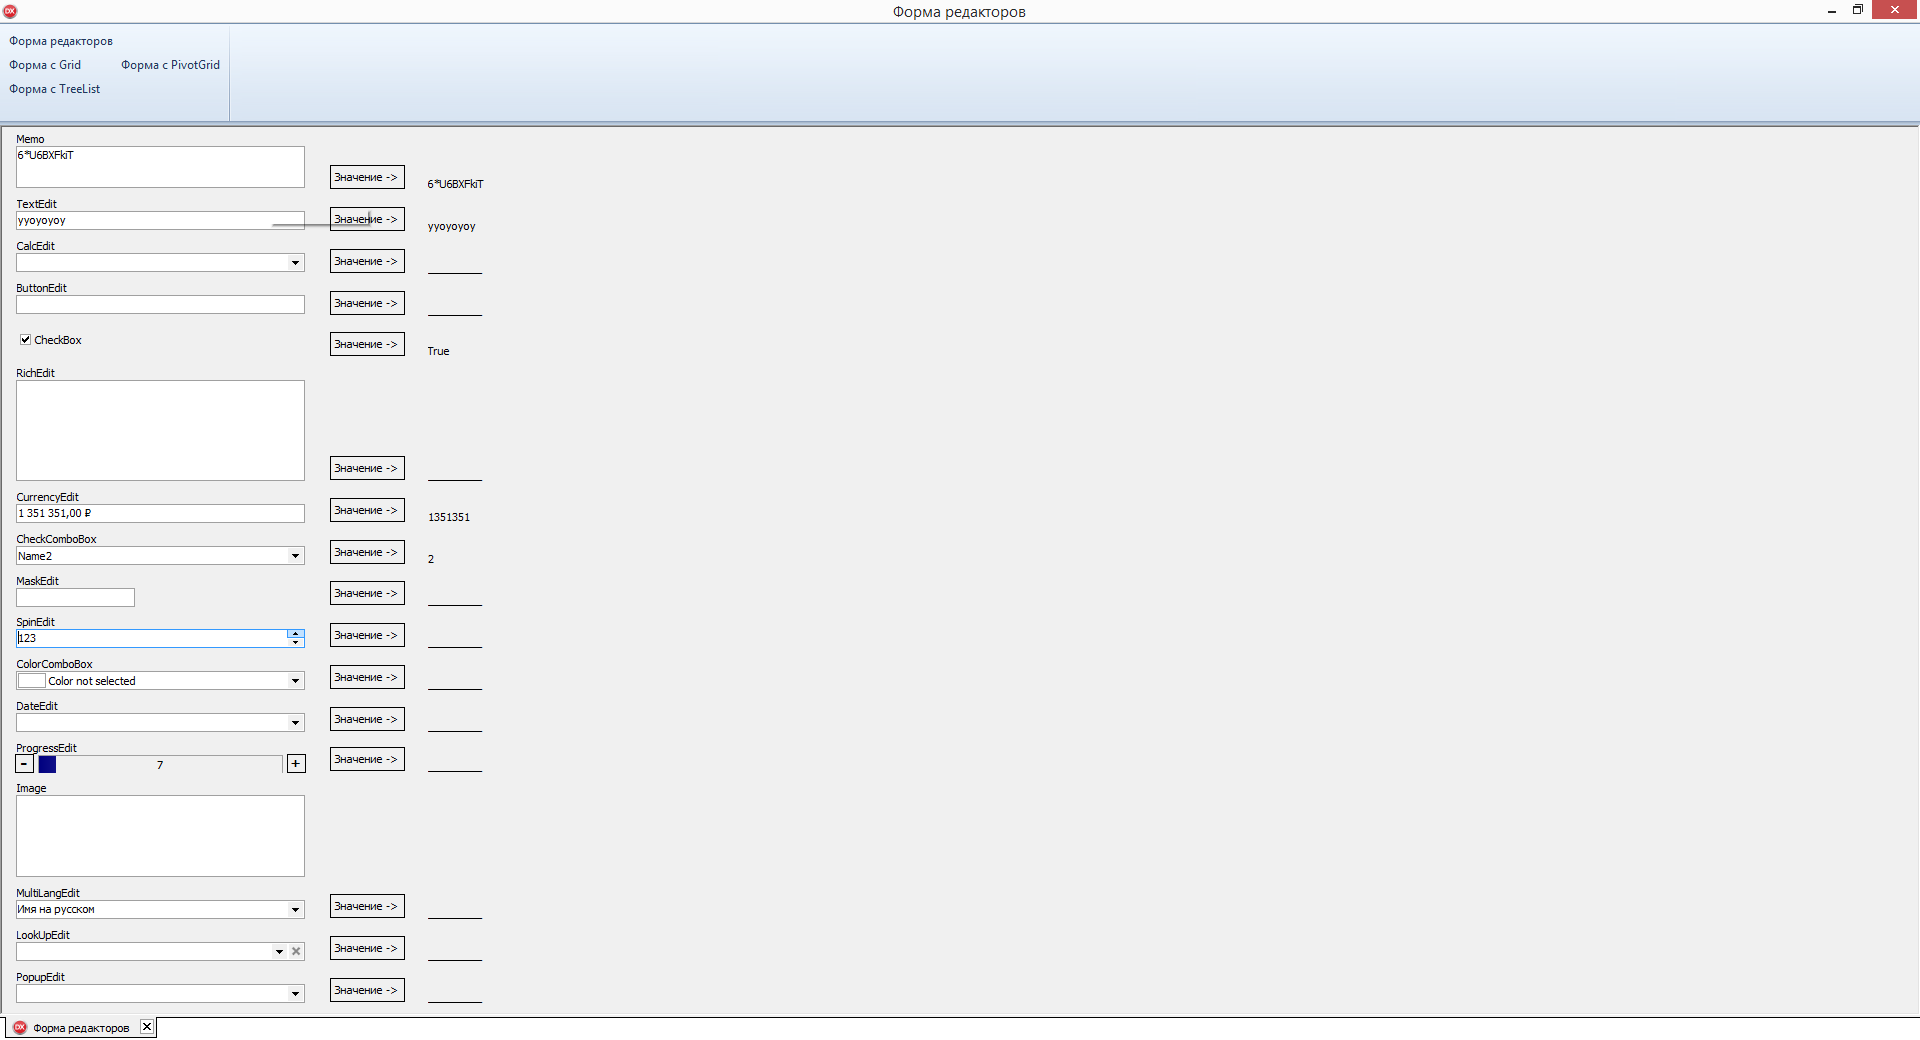 Форма редакторов
Форма редакторов
Форма с Grid Форма с PivotGrid
Форма с TreeList
Memo
6*U6BXFkiT
Значение -> 6*U6BXFkiT
TextEdit
yyoyoyoy Значение -> yyoyoyoy
CalcEdit
Значение ->
ButtonEdit
Значение ->
CheckBox Значение -> True
RichEdit
Значение ->
CurrencyEdit
1 351 351,00 ₽ Значение -> 1351351
CheckComboBox
Name2 Значение -> 2
MaskEdit
Значение ->
SpinEdit
123 Значение ->
ColorComboBox
Color not selected Значение ->
DateEdit
Значение ->
ProgressEdit
- 7 + Значение ->
Image
MultiLangEdit
Имя на русском Значение ->
LookUpEdit
Значение ->
PopupEdit
Значение ->
DX Форма редакторов